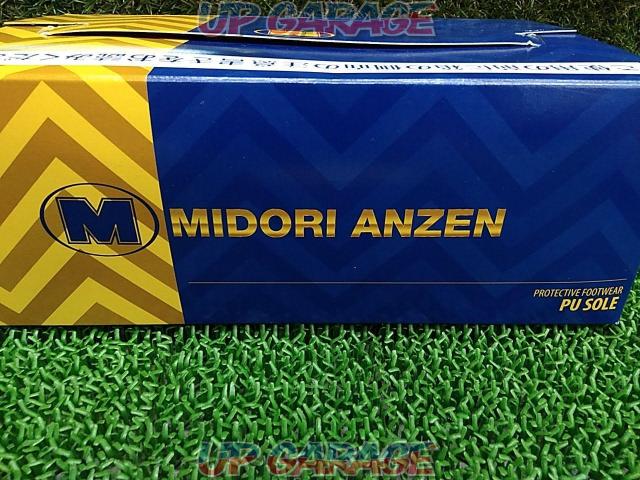 UP GARAGE
M MIDORI ANZEN
PROTECTIVE FOOTWEAR
PU SOLE
UP GARAGE